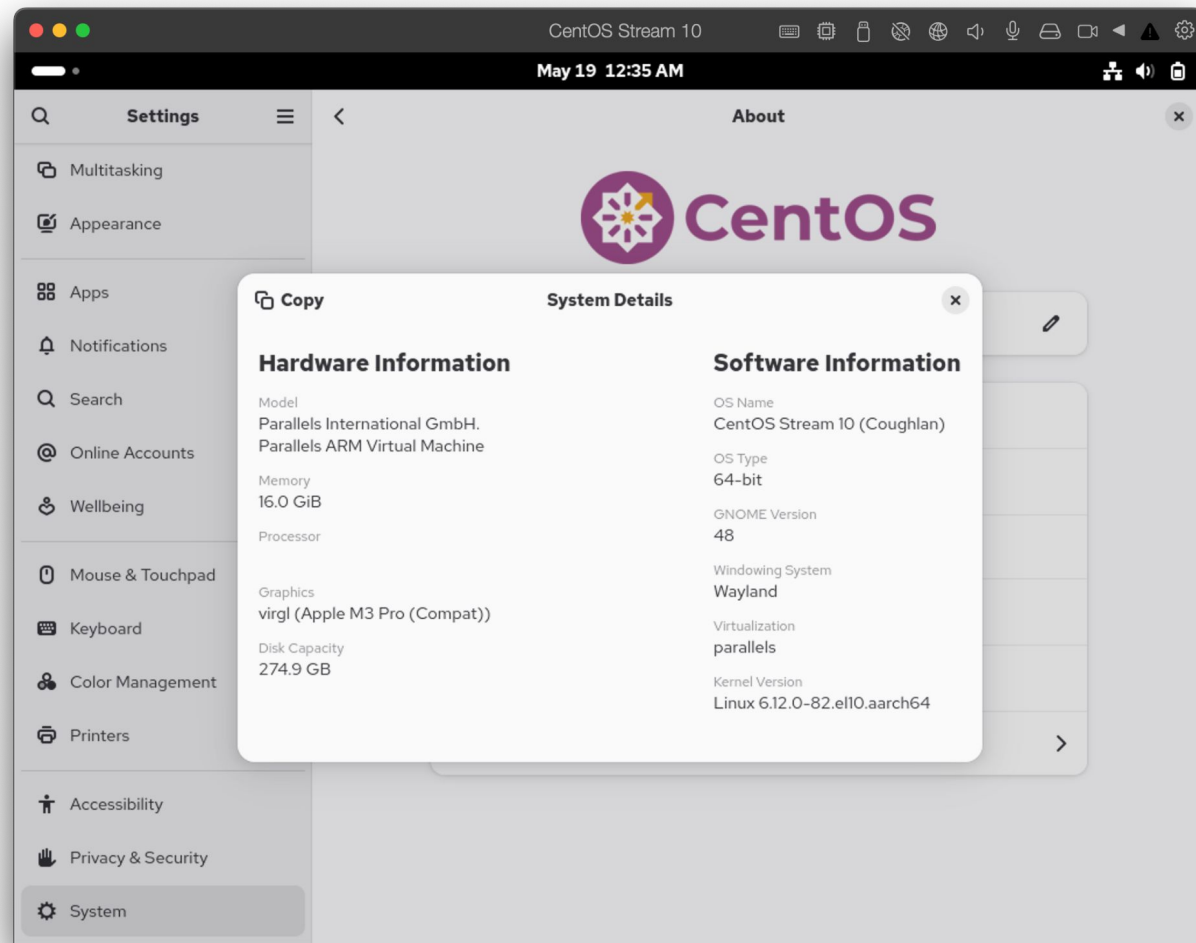 CentOS Stream 10
May 19 12:35 AM
Settings
About
Multitasking
Appearance
CentOS
Apps
Notifications
Search
Online Accounts
Wellbeing
Mouse & Touchpad
Keyboard
Color Management
Printers
Accessibility
Privacy & Security
System
Copy
System Details
Hardware Information
Model
Parallels International GmbH.
Parallels ARM Virtual Machine
Memory
16.0 GiB
Processor
Graphics
virgl (Apple M3 Pro (Compat))
Disk Capacity
274.9 GB
Software Information
OS Name
CentOS Stream 10 (Coughlan)
OS Type
64-bit
GNOME Version
48
Windowing System
Wayland
Virtualization
parallels
Kernel Version
Linux 6.12.0-82.el10.aarch64